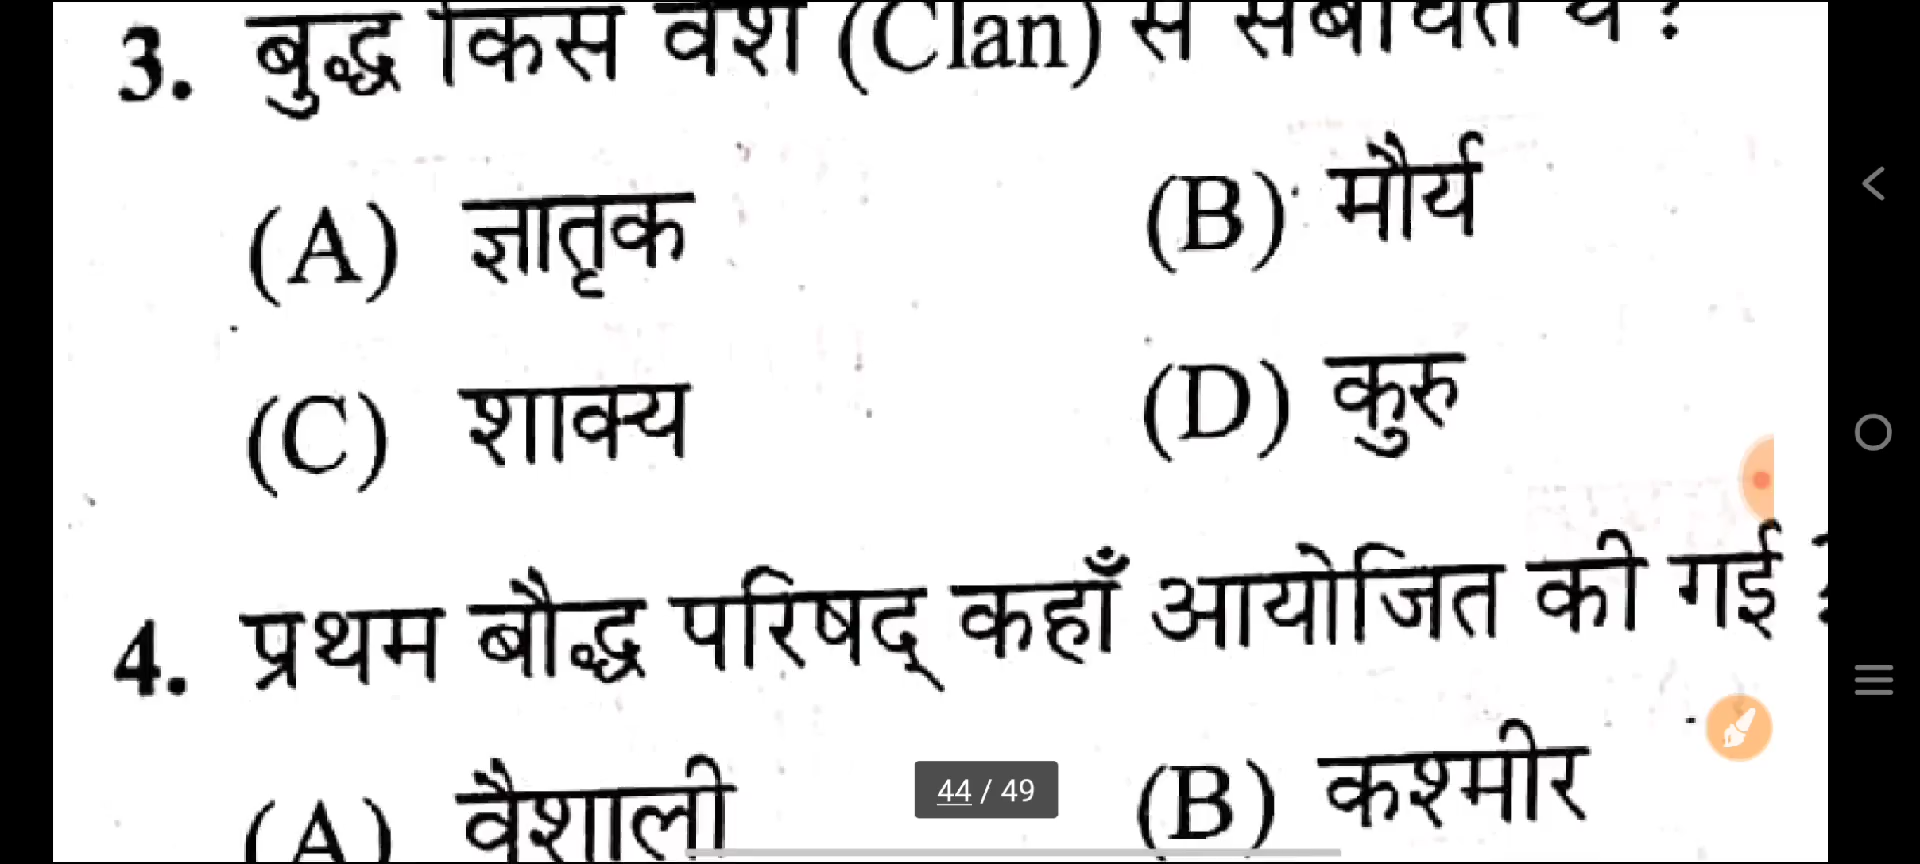 3. बुद्ध किस वंश (Clan) से संबंधित थे ?
(A) ज्ञातृक (B) मौर्य
(C) शाक्य (D) कुरु
4. प्रथम बौद्ध परिषद् कहाँ आयोजित की गई ?
(A) वैशाली (B) कश्मीर
44 / 49